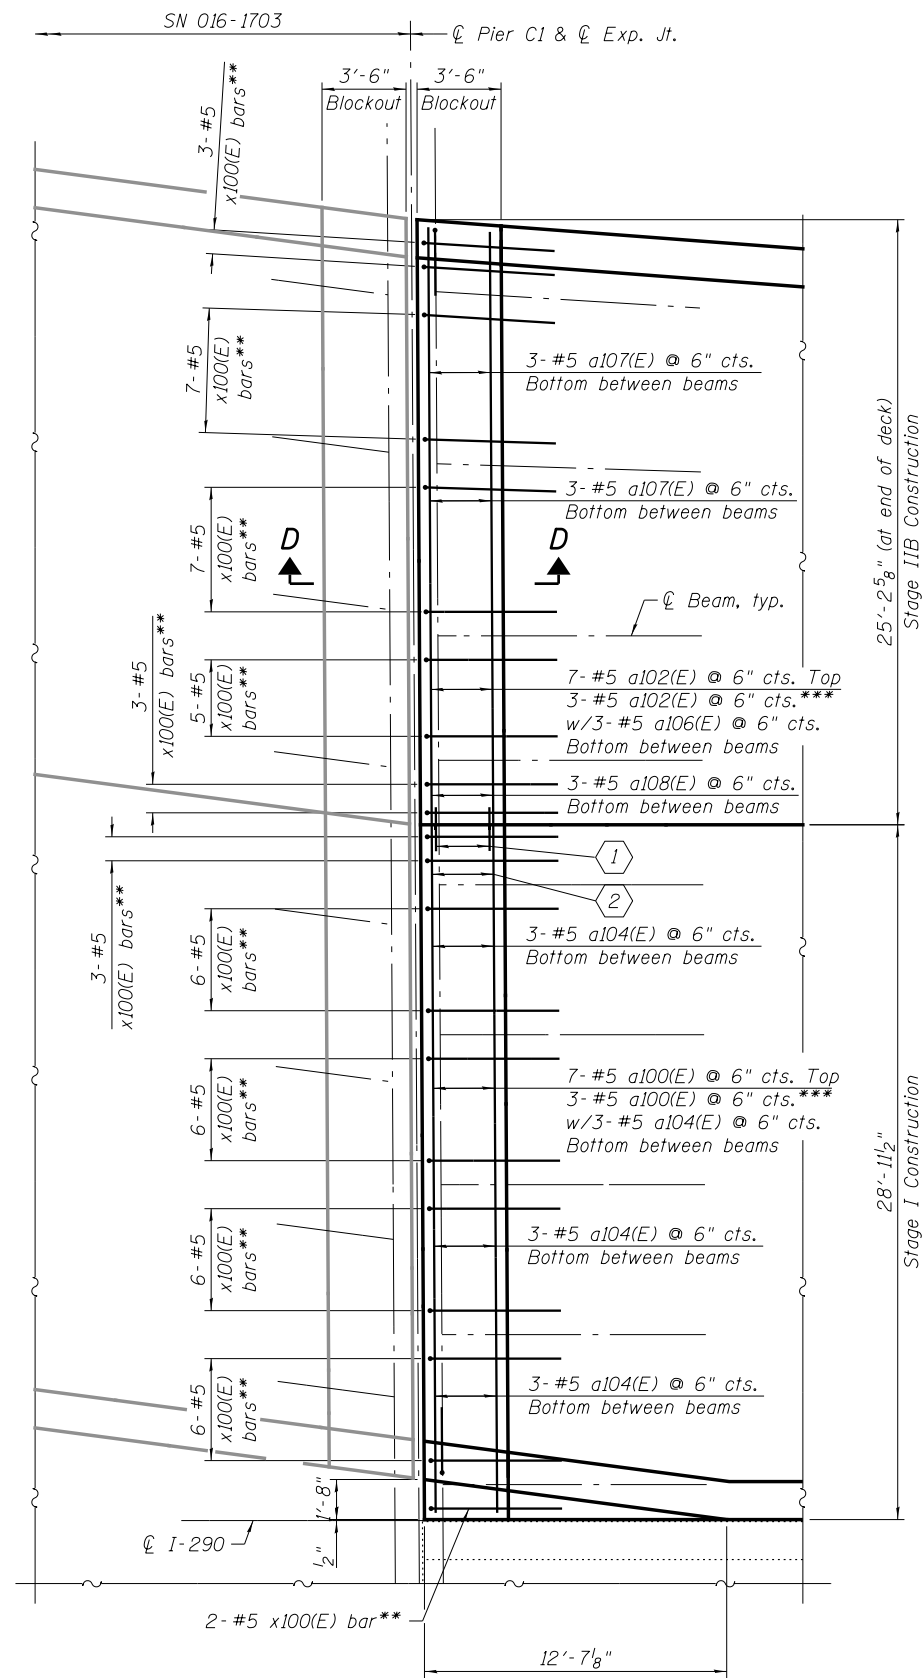 SN 016-1703
℄ Pier C1 & ℄ Exp. Jt.
3'-6"
Blockout
3'-6"
Blockout
3-#5
x100(E) bars**
7-#5
x100(E)
bars**
3-#5 a107(E) @ 6" cts.
Bottom between beams
7-#5
x100(E)
bars**
3-#5 a107(E) @ 6" cts.
Bottom between beams
D
D
℄ Beam, typ.
25'-2⅝" (at end of deck)
Stage IIB Construction
3-#5
x100(E) bars**
5-#5
x100(E)
bars**
7-#5 a102(E) @ 6" cts. Top
3-#5 a102(E) @ 6" cts.***
w/3-#5 a106(E) @ 6" cts.
Bottom between beams
3-#5 a108(E) @ 6" cts.
Bottom between beams
1
2
3-#5
x100(E) bars**
6-#5
x100(E)
bars**
3-#5 a104(E) @ 6" cts.
Bottom between beams
6-#5
x100(E)
bars**
7-#5 a100(E) @ 6" cts. Top
3-#5 a100(E) @ 6" cts.***
w/3-#5 a104(E) @ 6" cts.
Bottom between beams
28'-11½"
Stage I Construction
6-#5
x100(E)
bars**
3-#5 a104(E) @ 6" cts.
Bottom between beams
6-#5
x100(E)
bars**
3-#5 a104(E) @ 6" cts.
Bottom between beams
1'-8"
½"
℄ I-290
2-#5 x100(E) bar**
12'-7⅛"